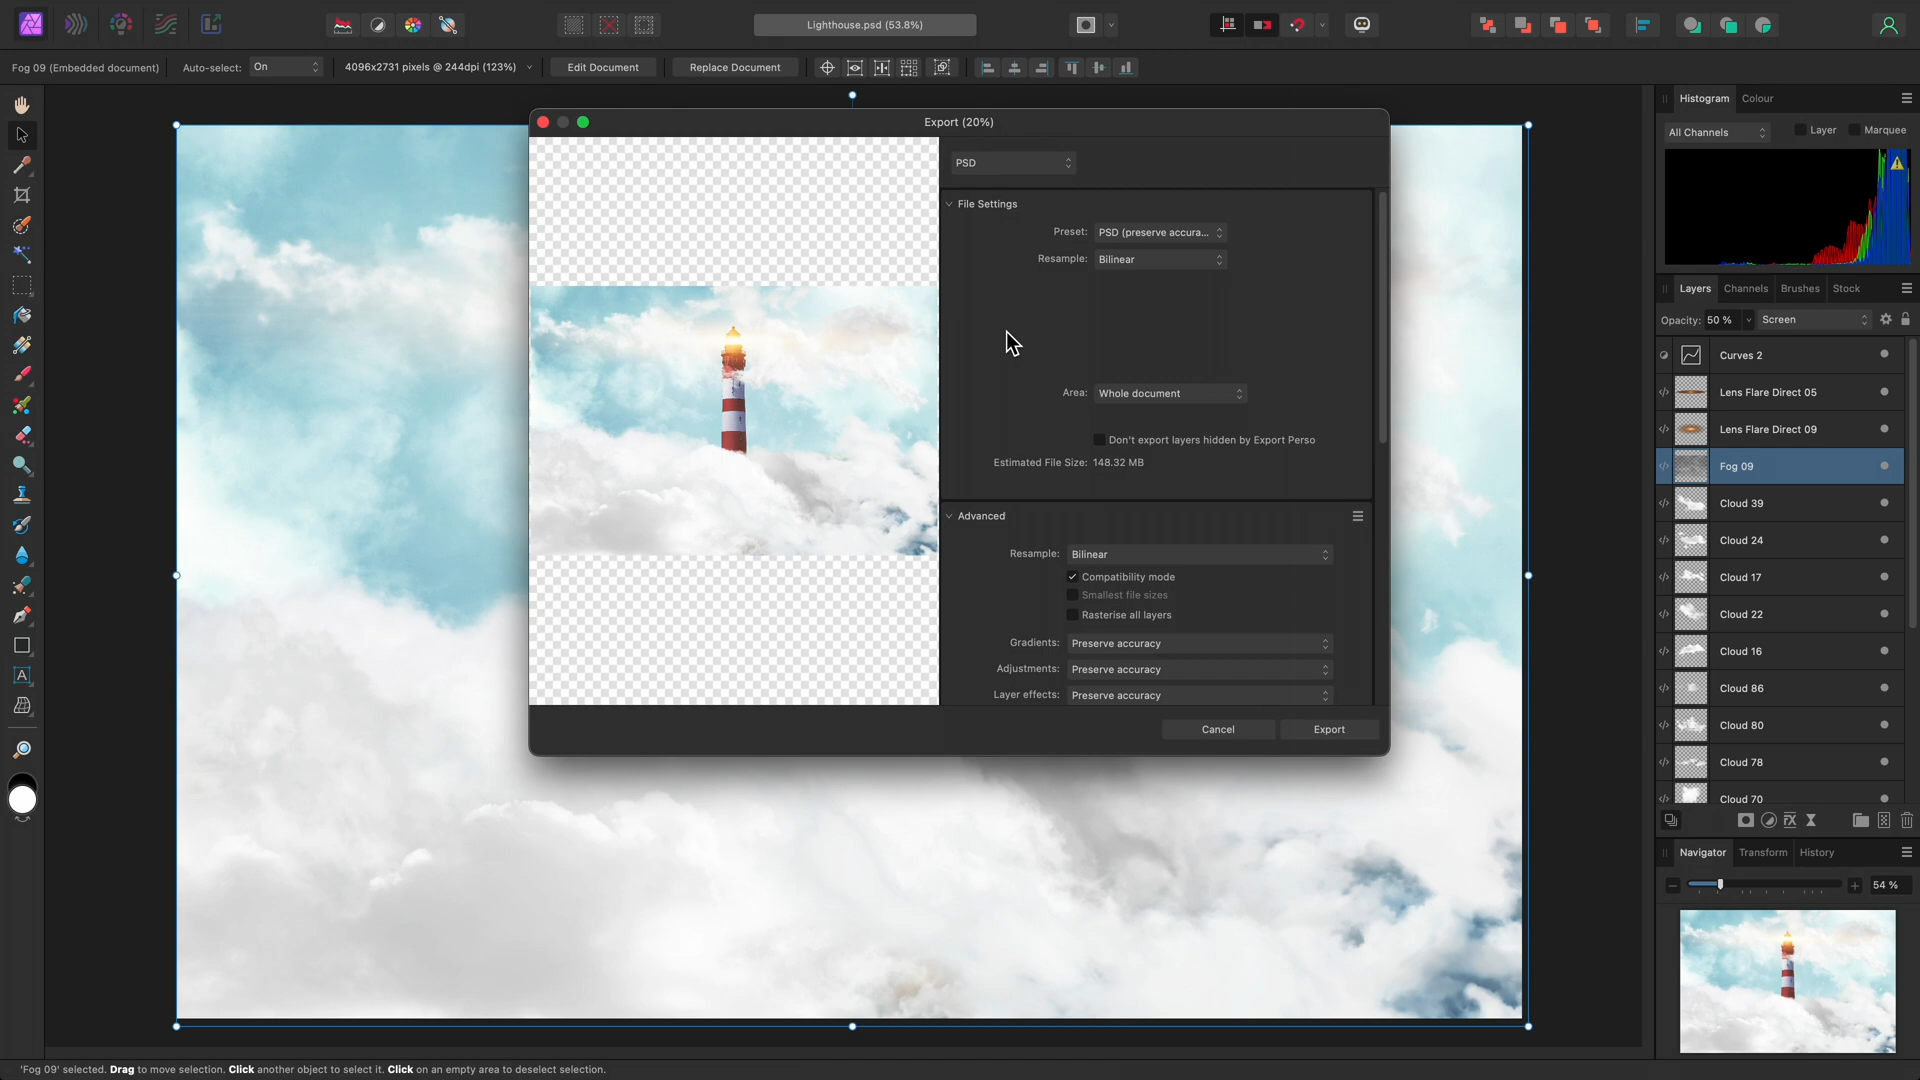 Lighthouse.psd (53.8%)
Fog 09 (Embedded document)
Auto-select: On
4096x2731 pixels @ 244dpi (123%)
Edit Document
Replace Document
Export (20%)
PSD
File Settings
Preset: PSD (preserve accura...
Resample: Bilinear
Area: Whole document
Don't export layers hidden by Export Perso
Estimated File Size: 148.32 MB
Advanced
Resample: Bilinear
Compatibility mode
Smallest file sizes
Rasterise all layers
Gradients: Preserve accuracy
Adjustments: Preserve accuracy
Layer effects: Preserve accuracy
Cancel
Export
Histogram
Colour
All Channels
Layer
Marquee
Layers
Channels
Brushes
Stock
Opacity: 50 %
Screen
Curves 2
Lens Flare Direct 05
Lens Flare Direct 09
Fog 09
Cloud 39
Cloud 24
Cloud 17
Cloud 22
Cloud 16
Cloud 86
Cloud 80
Cloud 78
Cloud 70
Navigator
Transform
History
54 %
'Fog 09' selected. Drag to move selection. Click another object to select it. Click on an empty area to deselect selection.